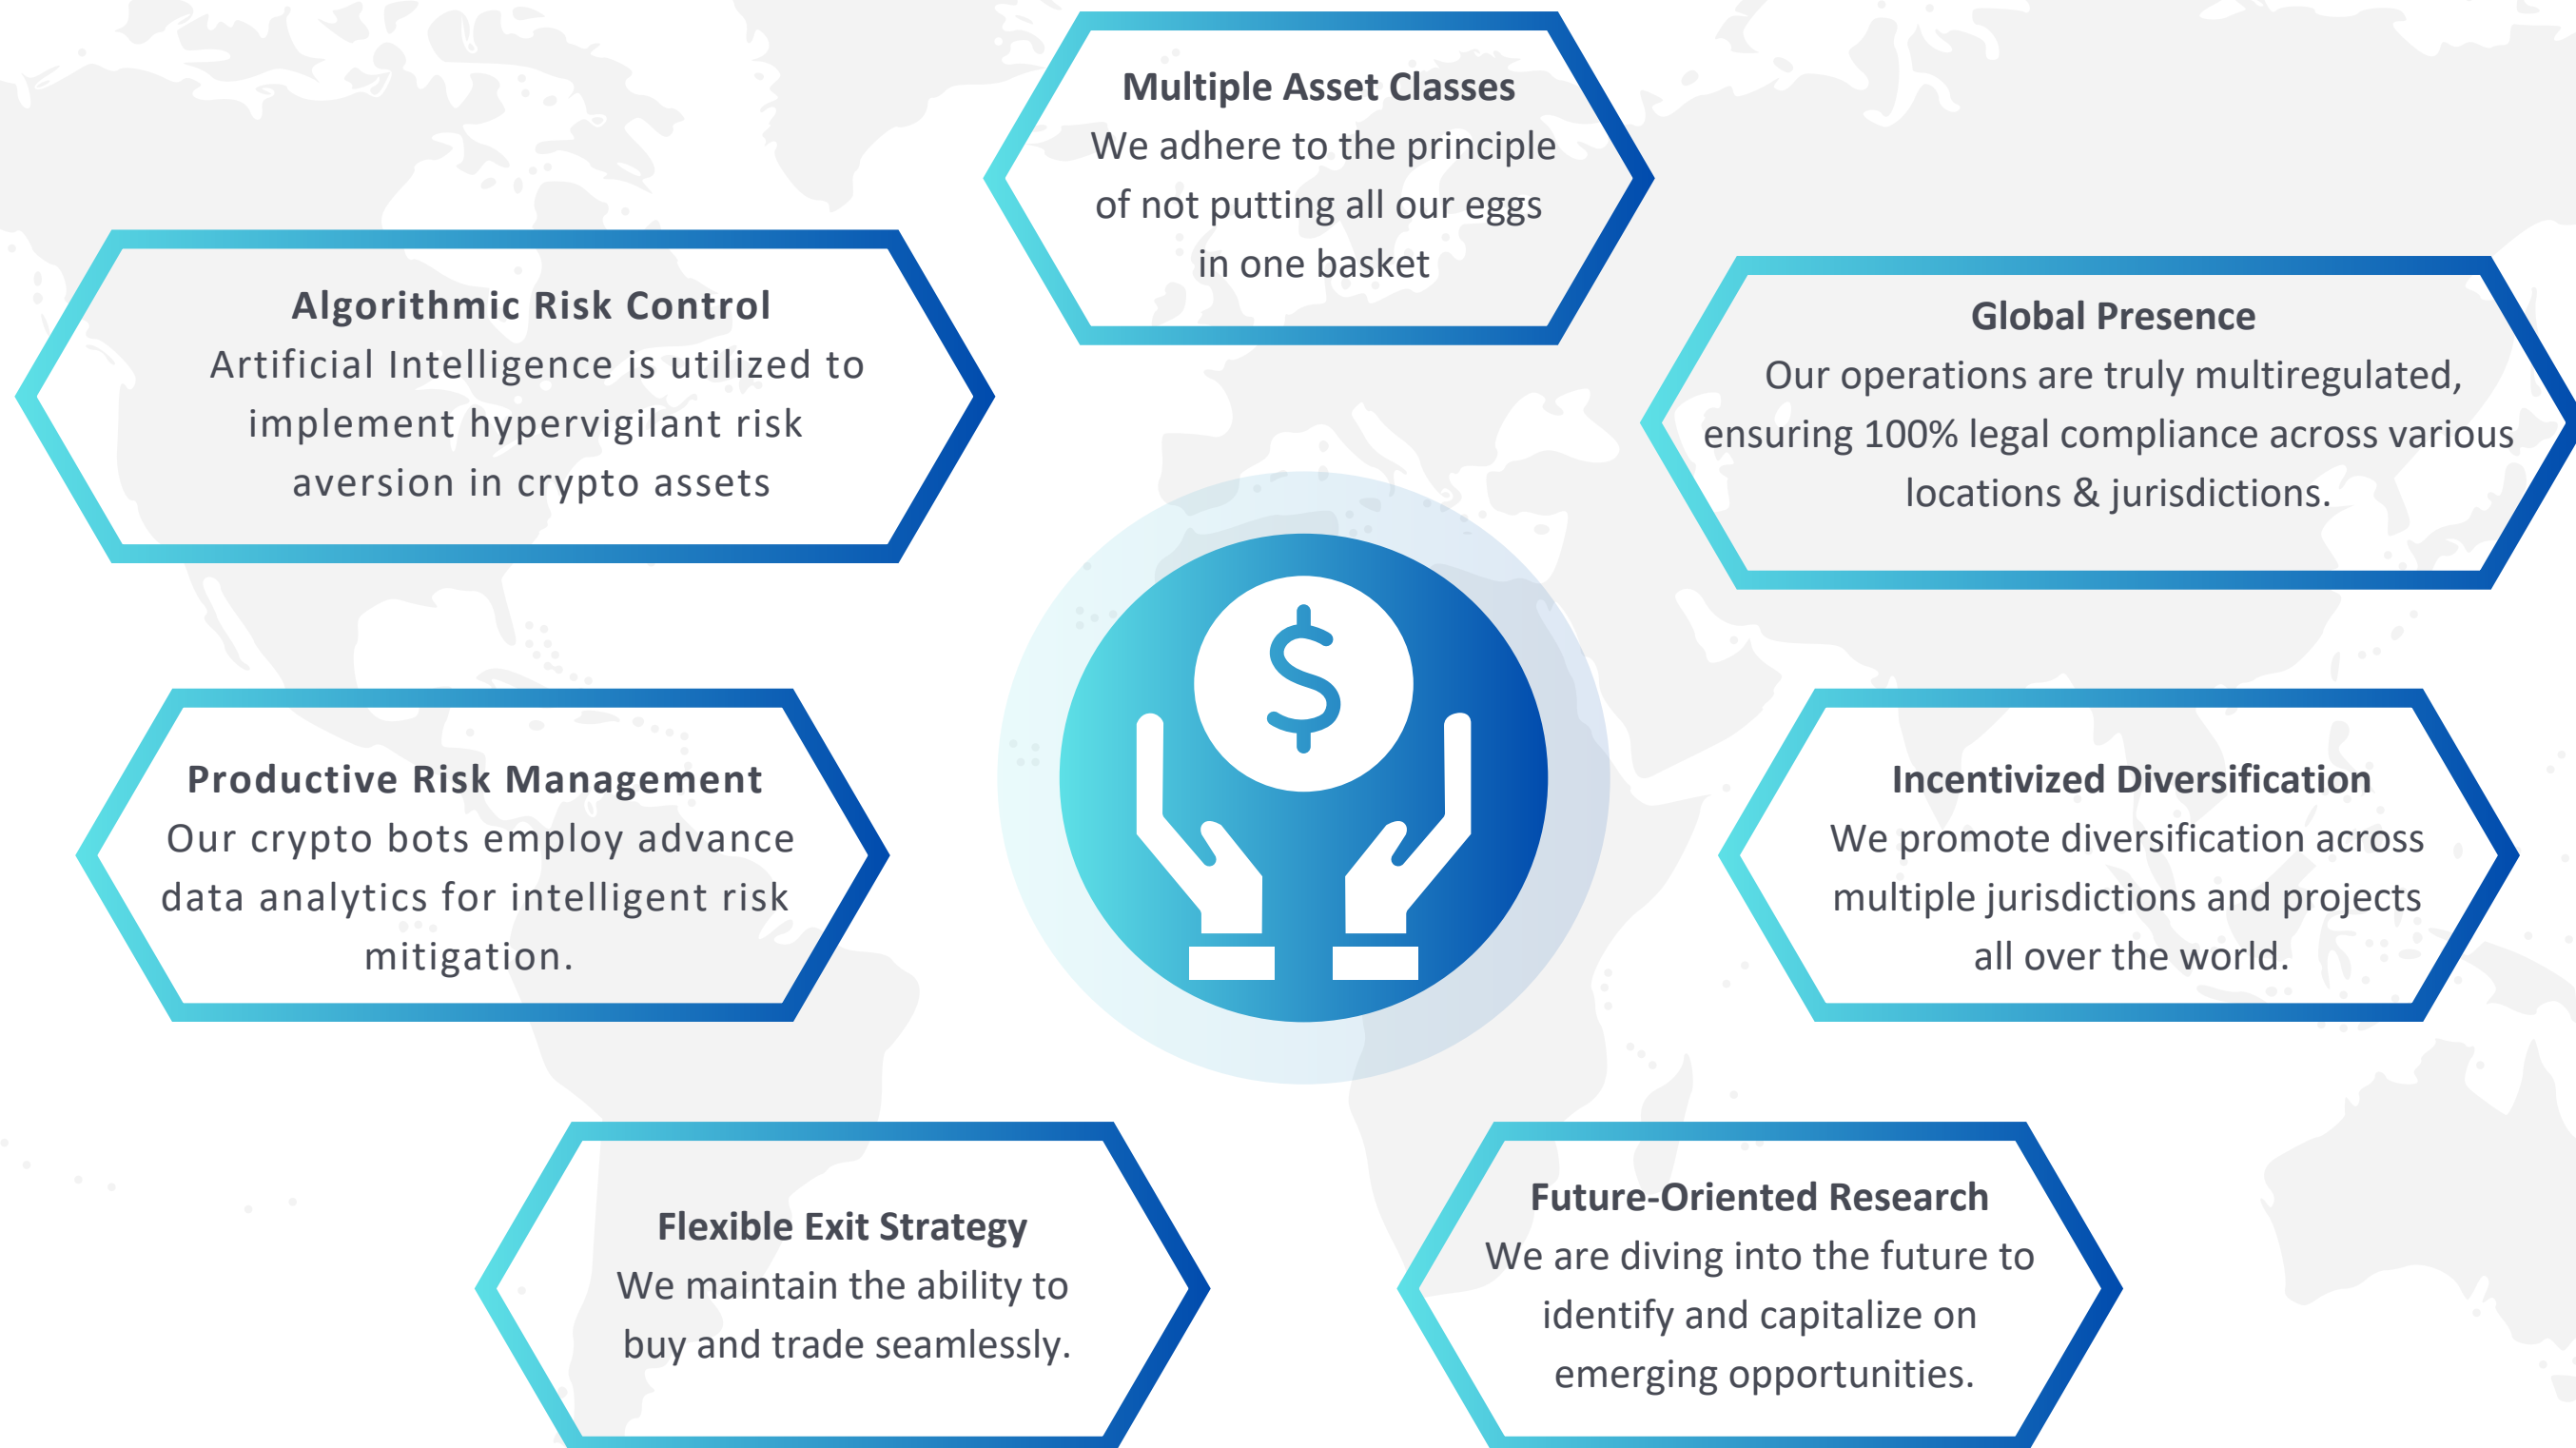 Multiple Asset Classes
We adhere to the principle
of not putting all our eggs
in one basket
Algorithmic Risk Control
Artificial Intelligence is utilized to
implement hypervigilant risk
aversion in crypto assets
Global Presence
Our operations are truly multiregulated,
ensuring 100% legal compliance across various
locations & jurisdictions.
$
Productive Risk Management
Our crypto bots employ advance
data analytics for intelligent risk
mitigation.
Incentivized Diversification
We promote diversification across
multiple jurisdictions and projects
all over the world.
Flexible Exit Strategy
We maintain the ability to
buy and trade seamlessly.
Future-Oriented Research
We are diving into the future to
identify and capitalize on
emerging opportunities.